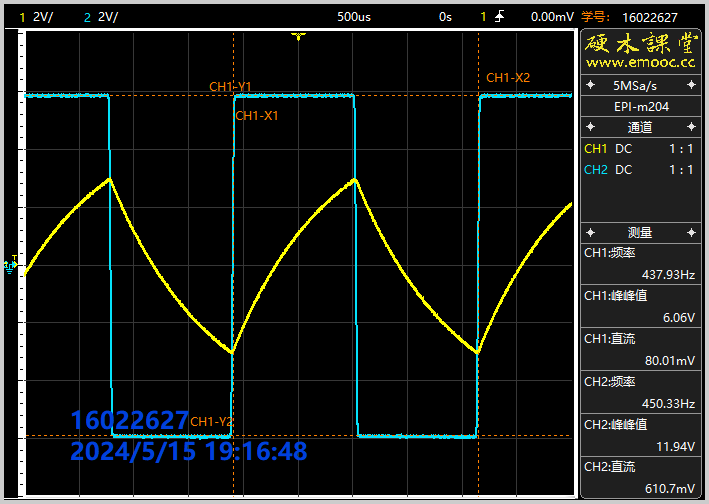 1 2V/ 2 2V/ 500us 0s 1 0.00mV 学号: 16022627
硬木課堂
www.emooc.cc
5MSa/s
EPI-m204
通道
CH1 DC 1 : 1
CH2 DC 1 : 1
测量
CH1:频率
437.93Hz
CH1:峰峰值
6.06V
CH1:直流
80.01mV
CH2:频率
450.33Hz
CH2:峰峰值
11.94V
CH2:直流
610.7mV
CH1-Y1
CH1-X1
CH1-X2
T
CH1-Y2
16022627
2024/5/15 19:16:48